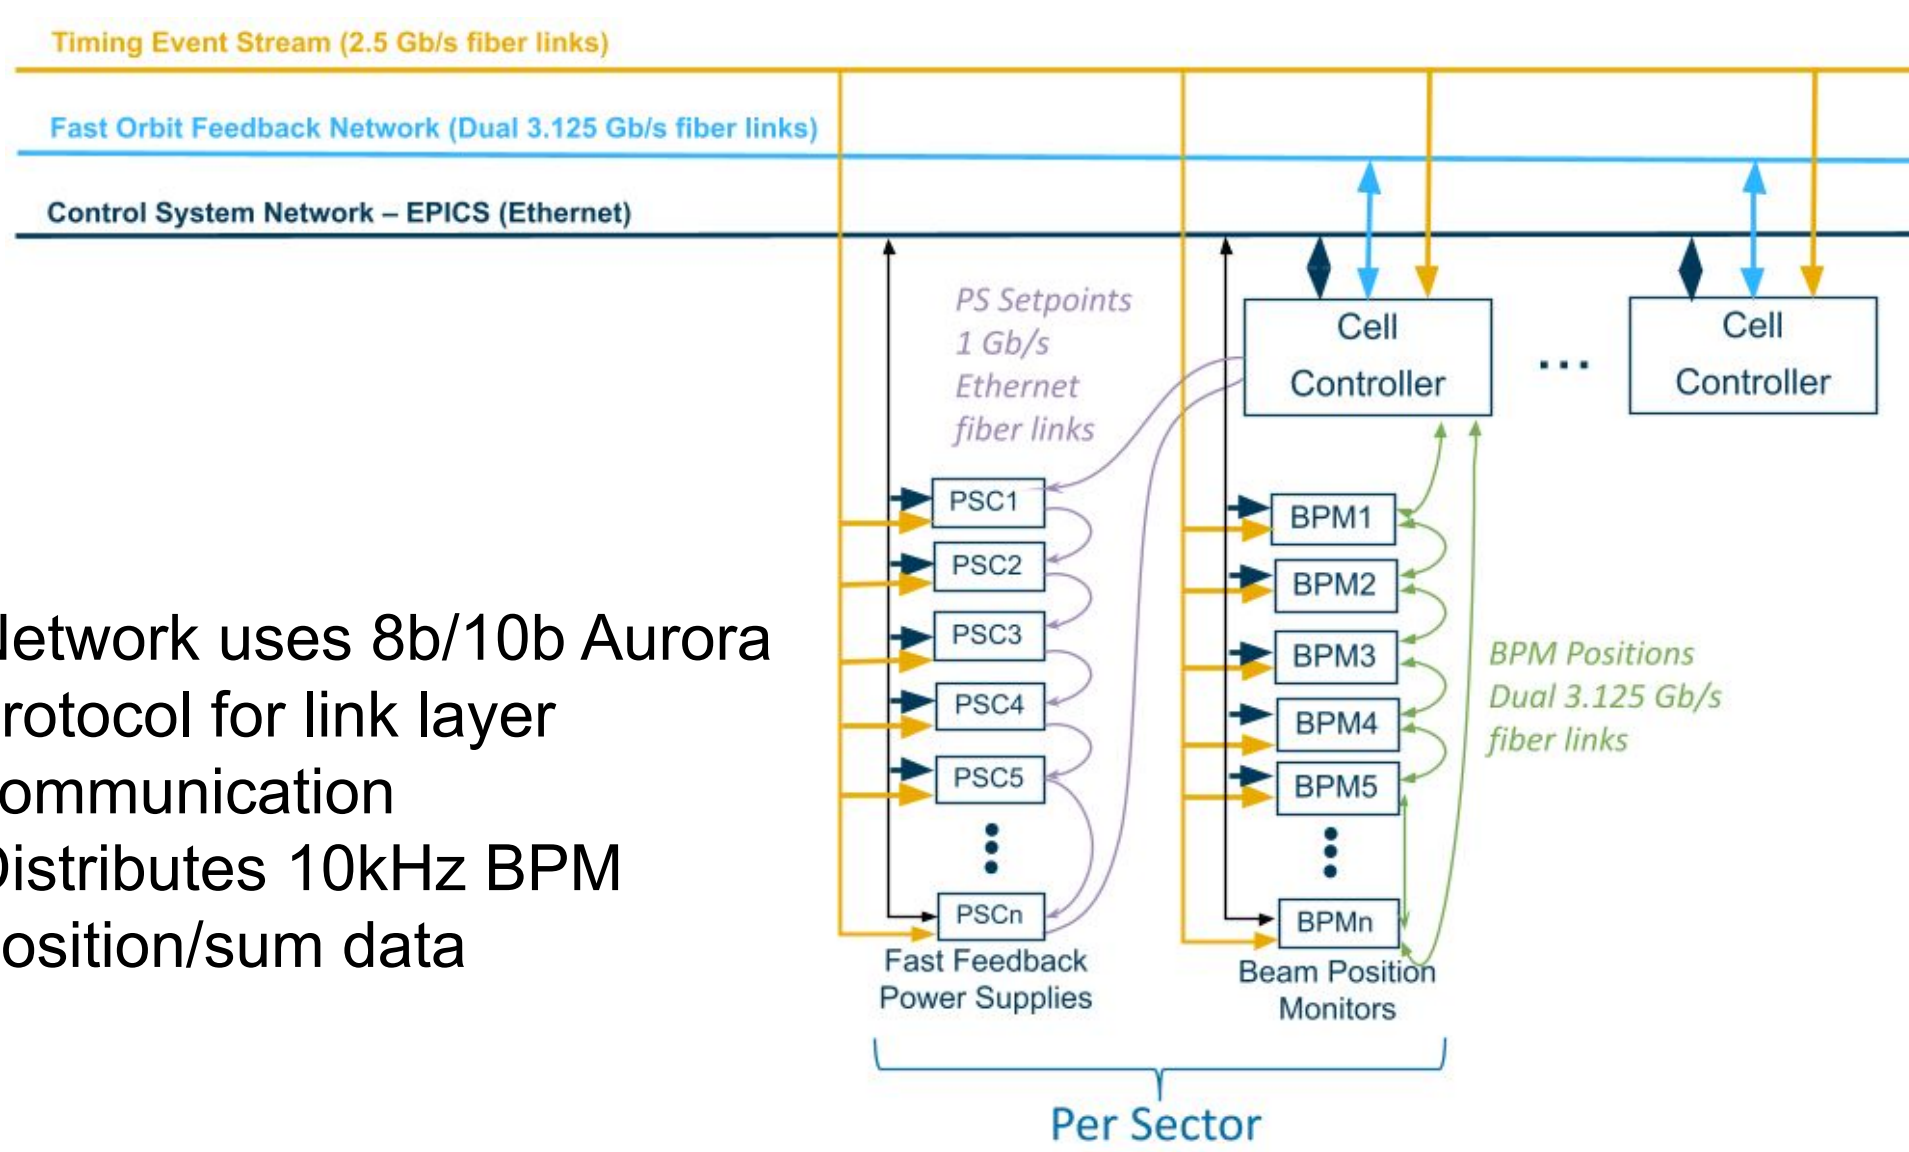 Timing Event Stream (2.5 Gb/s fiber links)
Fast Orbit Feedback Network (Dual 3.125 Gb/s fiber links)
Control System Network – EPICS (Ethernet)
PS Setpoints
1 Gb/s
Ethernet
fiber links
Cell
Controller
...
Cell
Controller
PSC1
PSC2
PSC3
PSC4
PSC5
PSCn
Fast Feedback
Power Supplies
BPM1
BPM2
BPM3
BPM4
BPM5
BPMn
Beam Position
Monitors
BPM Positions
Dual 3.125 Gb/s
fiber links
etwork uses 8b/10b Aurora
rotocol for link layer
ommunication
istributes 10kHz BPM
osition/sum data
Per Sector